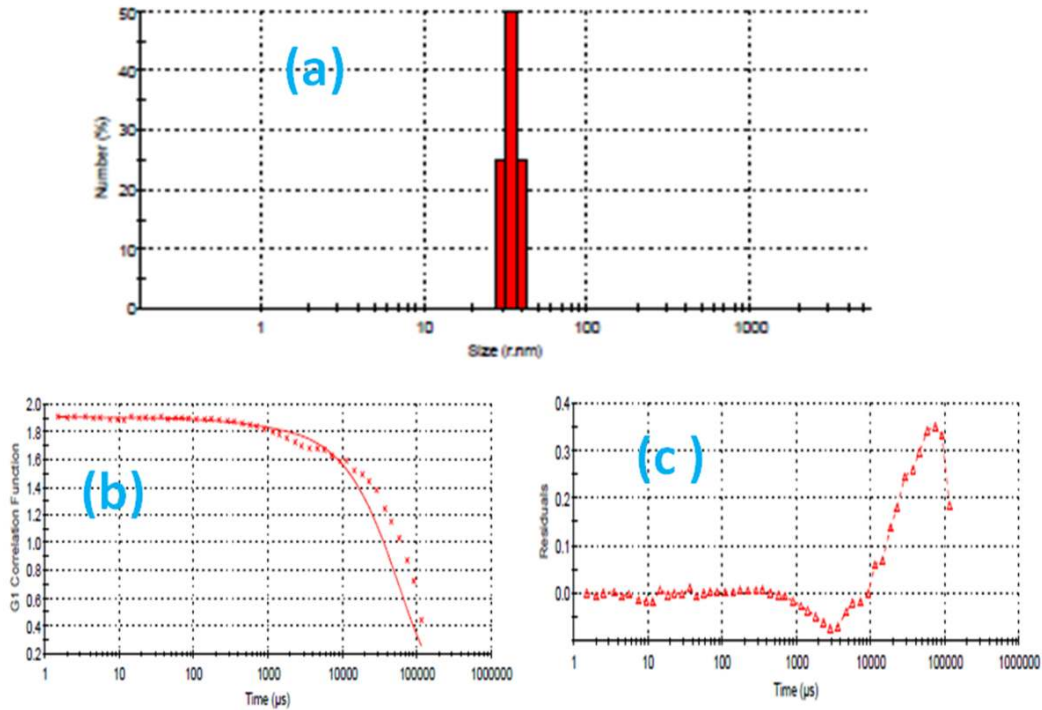 50
40
30
20
10
0
Number (%)
(a)
1 10 100 1000
Size (r.nm)
2.0
1.8
1.6
1.4
1.2
1.0
0.8
0.6
0.4
0.2
G1 Correlation Function
(b)
1 10 100 1000 10000 100000 1000000
Time (µs)
0.4
0.3
0.2
0.1
0.0
Residuals
(c )
1 10 100 1000 10000 100000 1000000
Time (µs)